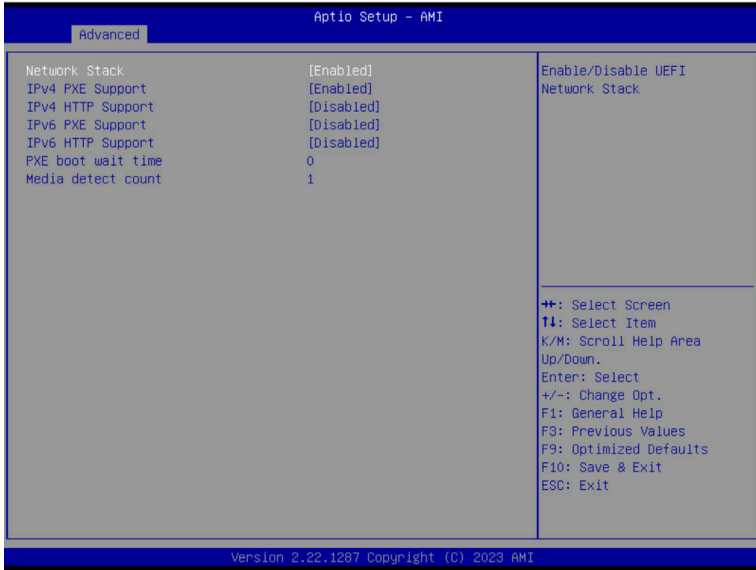 Aptio Setup – AMI
Advanced
Network Stack [Enabled]
IPv4 PXE Support [Enabled]
IPv4 HTTP Support [Disabled]
IPv6 PXE Support [Disabled]
IPv6 HTTP Support [Disabled]
PXE boot wait time 0
Media detect count 1
Enable/Disable UEFI
Network Stack
→←: Select Screen
↑↓: Select Item
K/M: Scroll Help Area
Up/Down.
Enter: Select
+/-: Change Opt.
F1: General Help
F3: Previous Values
F9: Optimized Defaults
F10: Save & Exit
ESC: Exit
Version 2.22.1287 Copyright (C) 2023 AMI